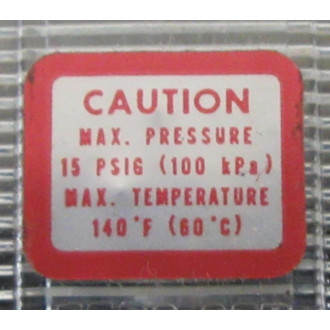 CAUTION
MAX. PRESSURE
15 PSIG (100 kPa)
MAX. TEMPERATURE
140°F (60°C)